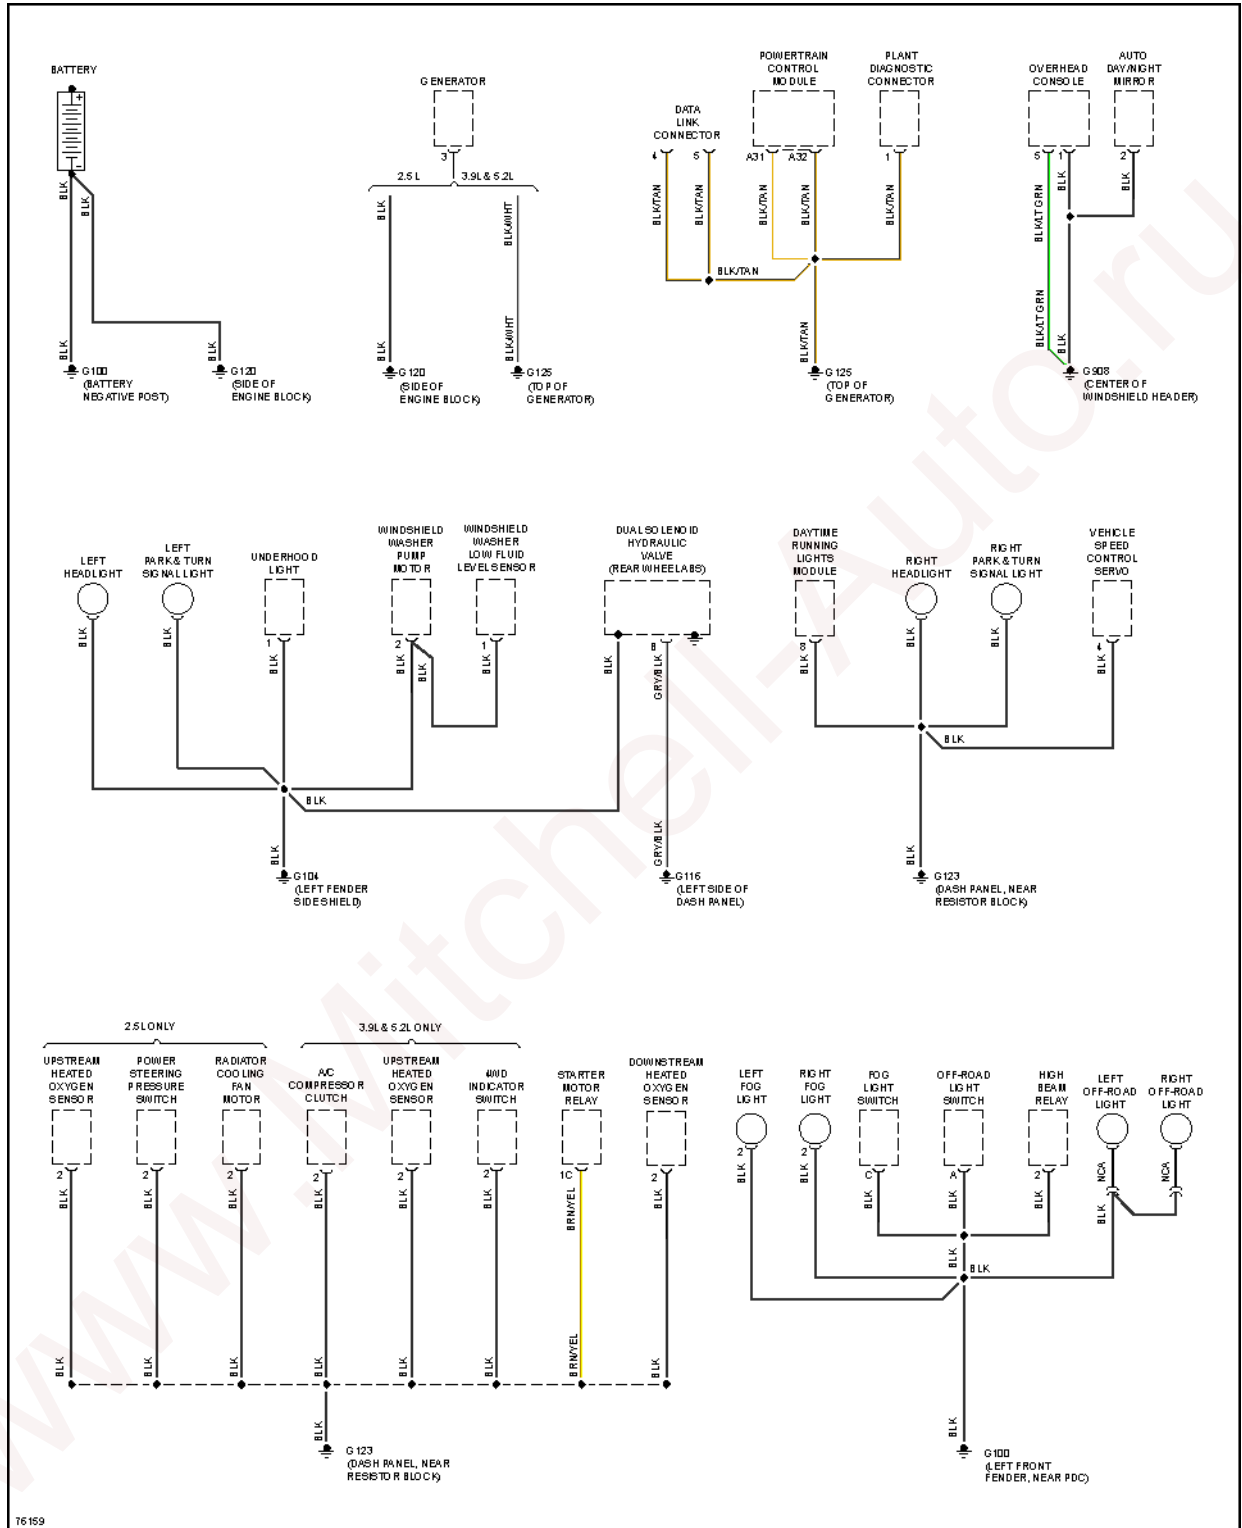 BATTERY
+
-
BLK
BLK
BLK
BLK
G100
(BATTERY
NEGATIVE POST)
G120
(SIDE OF
ENGINE BLOCK)
GENERATOR
3
2.5 L
3.9L & 5.2L
BLK
BLK/WHT
BLK
BLK/WHT
G120
(SIDE OF
ENGINE BLOCK)
G125
(TOP OF
GENERATOR)
DATA
LINK
CONNECTOR
POWERTRAIN
CONTROL
MODULE
PLANT
DIAGNOSTIC
CONNECTOR
4
5
A31
A32
1
BLK/TAN
BLK/TAN
BLK/TAN
BLK/TAN
BLK/TAN
BLK/TAN
BLK/TAN
G125
(TOP OF
GENERATOR)
OVERHEAD
CONSOLE
AUTO
DAY/NIGHT
MIRROR
5
1
2
BLK/LT GRN
BLK
BLK
BLK/LT GRN
BLK
G908
(CENTER OF
WINDSHIELD HEADER)
LEFT
HEADLIGHT
LEFT
PARK & TURN
SIGNAL LIGHT
UNDERHOOD
LIGHT
WINDSHIELD
WASHER
PUMP
MOTOR
WINDSHIELD
WASHER
LOW FLUID
LEVEL SENSOR
DUAL SOLENOID
HYDRAULIC
VALVE
(REAR WHEEL ABS)
1
2
1
8
BLK
BLK
BLK
BLK
BLK
BLK
BLK
GRY/BLK
BLK
BLK
GRY/BLK
G104
(LEFT FENDER
SIDE SHIELD)
G116
(LEFT SIDE OF
DASH PANEL)
DAYTIME
RUNNING
LIGHTS
MODULE
RIGHT
HEADLIGHT
RIGHT
PARK & TURN
SIGNAL LIGHT
VEHICLE
SPEED
CONTROL
SERVO
8
4
BLK
BLK
BLK
BLK
BLK
BLK
G123
(DASH PANEL, NEAR
RESISTOR BLOCK)
2.5L ONLY
3.9L & 5.2L ONLY
UPSTREAM
HEATED
OXYGEN
SENSOR
POWER
STEERING
PRESSURE
SWITCH
RADIATOR
COOLING
FAN
MOTOR
A/C
COMPRESSOR
CLUTCH
UPSTREAM
HEATED
OXYGEN
SENSOR
4WD
INDICATOR
SWITCH
STARTER
MOTOR
RELAY
DOWNSTREAM
HEATED
OXYGEN
SENSOR
2
2
2
2
2
2
1C
2
BLK
BLK
BLK
BLK
BLK
BLK
BRN/YEL
BLK
BLK
BLK
BLK
BLK
BLK
BLK
BRN/YEL
BLK
BLK
G123
(DASH PANEL, NEAR
RESISTOR BLOCK)
LEFT
FOG
LIGHT
RIGHT
FOG
LIGHT
FOG
LIGHT
SWITCH
OFF-ROAD
LIGHT
SWITCH
HIGH
BEAM
RELAY
LEFT
OFF-ROAD
LIGHT
RIGHT
OFF-ROAD
LIGHT
2
2
C
A
2
NCA
NCA
BLK
BLK
BLK
BLK
BLK
BLK
BLK
BLK
BLK
G100
(LEFT FRONT
FENDER, NEAR PDC)
76159
www.Mitchell-Auto.ru